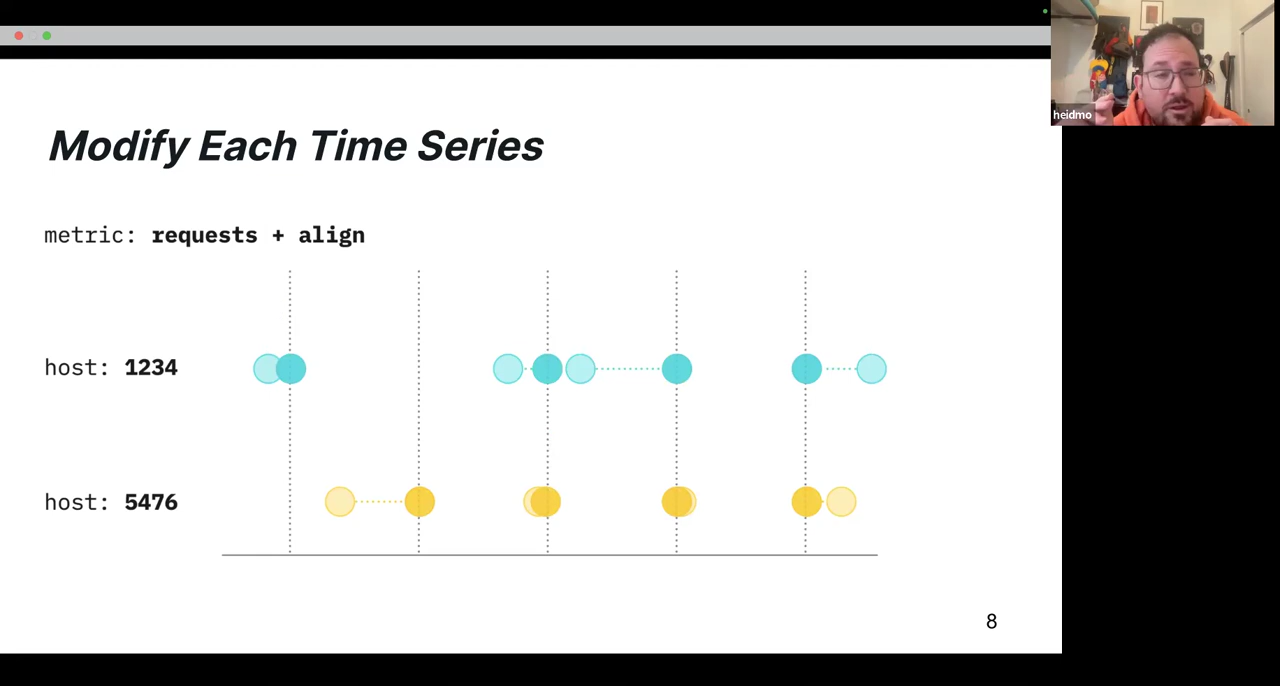 heidmo
Modify Each Time Series
metric: requests + align
host: 1234
host: 5476
8